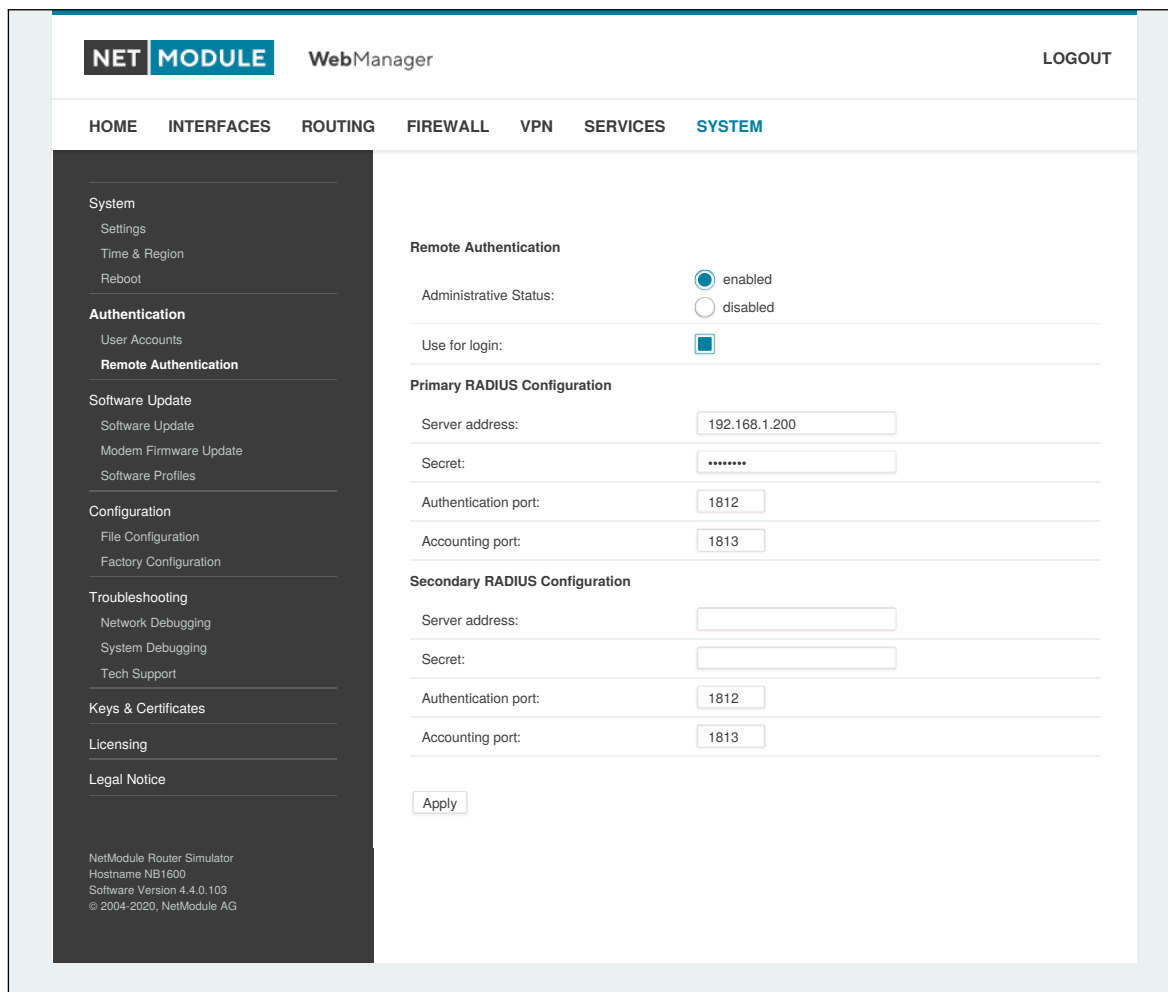 NET MODULE WebManager LOGOUT
HOME INTERFACES ROUTING FIREWALL VPN SERVICES SYSTEM
System
Settings
Time & Region
Reboot
Authentication
User Accounts
Remote Authentication
Software Update
Software Update
Modem Firmware Update
Software Profiles
Configuration
File Configuration
Factory Configuration
Troubleshooting
Network Debugging
System Debugging
Tech Support
Keys & Certificates
Licensing
Legal Notice
NetModule Router Simulator
Hostname NB1600
Software Version 4.4.0.103
© 2004-2020, NetModule AG
Remote Authentication
Administrative Status: enabled
disabled
Use for login:
Primary RADIUS Configuration
Server address: 192.168.1.200
Secret: ••••••••
Authentication port: 1812
Accounting port: 1813
Secondary RADIUS Configuration
Server address:
Secret:
Authentication port: 1812
Accounting port: 1813
Apply